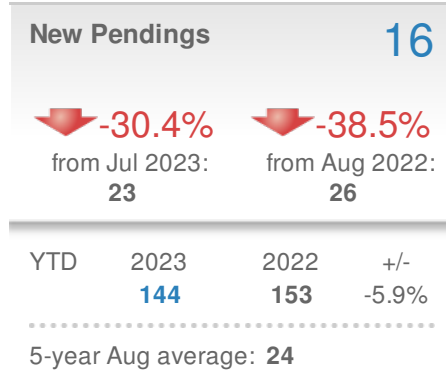 New Pendings 16
-30.4% -38.5%
from Jul 2023: from Aug 2022:
23 26
YTD 2023 2022 +/-
144 153 -5.9%
5-year Aug average: 24